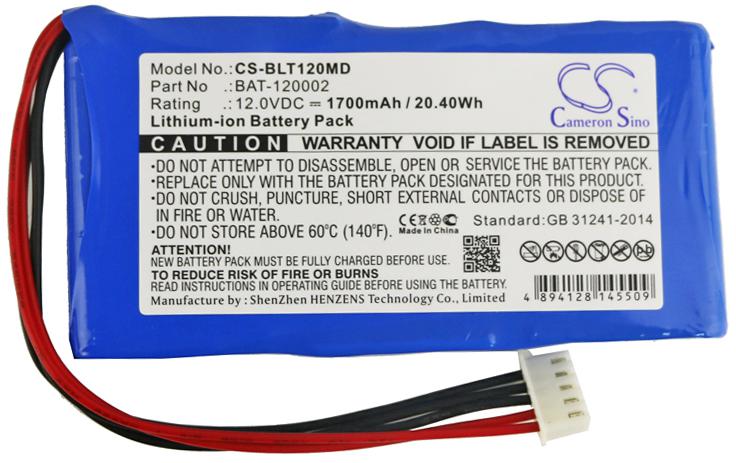 Model No.: CS-BLT120MD
Part No : BAT-120002
Rating : 12.0VDC ⎓ 1700mAh / 20.40Wh
Lithium-ion Battery Pack
CS
Cameron Sino
CAUTION WARRANTY VOID IF LABEL IS REMOVED
•DO NOT ATTEMPT TO DISASSEMBLE, OPEN OR SERVICE THE BATTERY PACK.
•REPLACE ONLY WITH THE BATTERY PACK DESIGNATED FOR THIS PRODUCT.
•DO NOT CRUSH, PUNCTURE, SHORT EXTERNAL CONTACTS OR DISPOSE OF
IN FIRE OR WATER.
•DO NOT STORE ABOVE 60℃ (140℉).
CE
Made In China
Standard:GB 31241-2014
ATTENTION!
NEW BATTERY PACK MUST BE FULLY CHARGED BEFORE USE.
TO REDUCE RISK OF FIRE OR BURNS
READ INSTRUCTIONS IN OPERATING GUIDE BEFORE USING BATTERY.
Manufacture by : ShenZhen HENZENS Technology Co., Limited
4 894128 145509